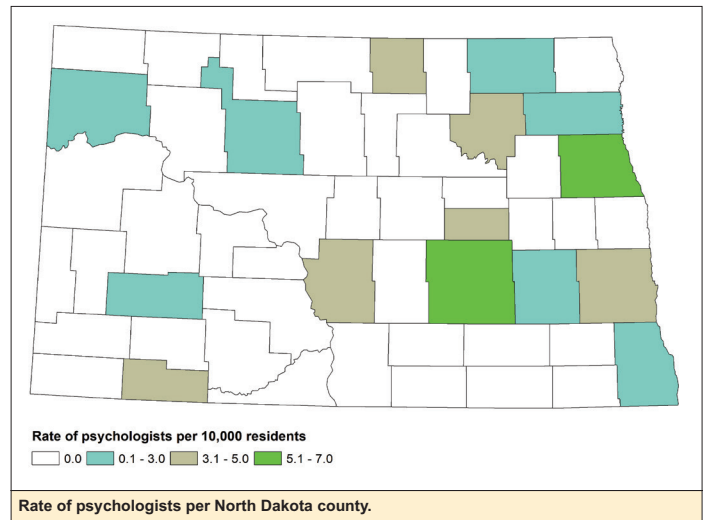 Rate of psychologists per 10,000 residents
0.0 0.1 - 3.0 3.1 - 5.0 5.1 - 7.0
Rate of psychologists per North Dakota county.